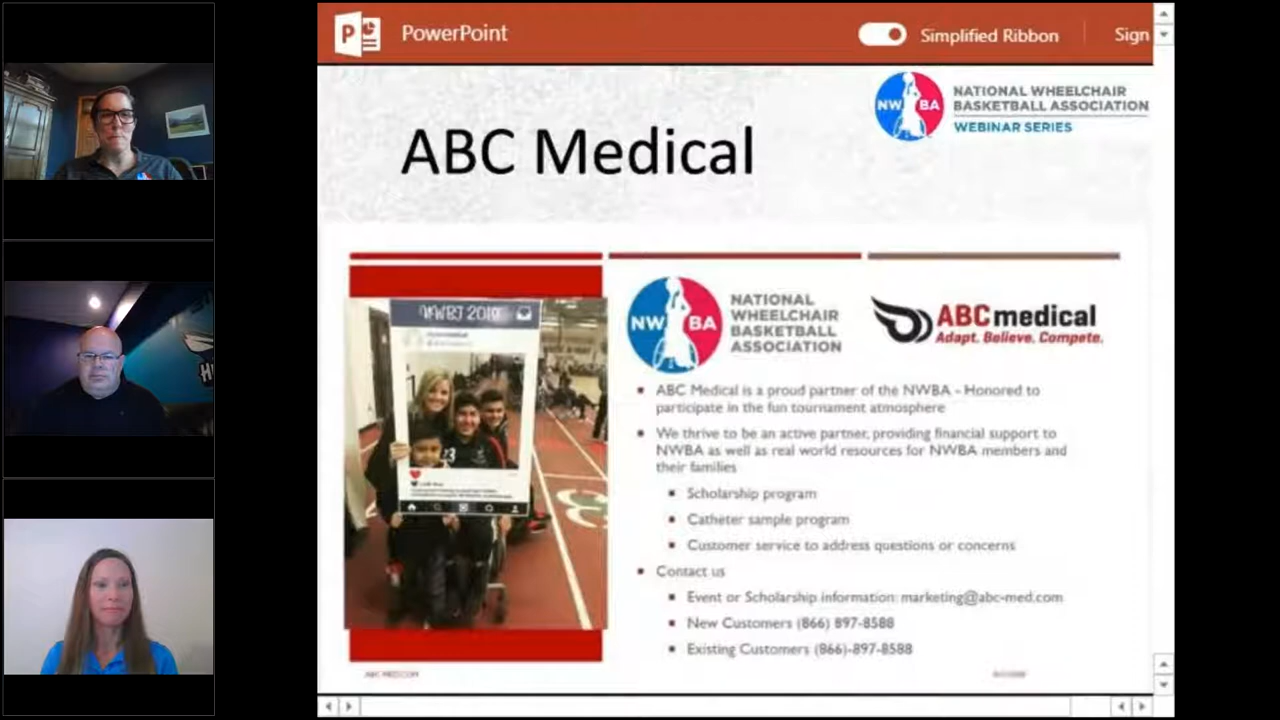 PowerPoint
Simplified Ribbon
Sign
NW BA
NATIONAL WHEELCHAIR
BASKETBALL ASSOCIATION
WEBINAR SERIES
ABC Medical
NWBT 2019
NW BA
NATIONAL
WHEELCHAIR
BASKETBALL
ASSOCIATION
ABC medical
Adapt. Believe. Compete.
ABC Medical is a proud partner of the NWBA - Honored to
participate in the fun tournament atmosphere
We thrive to be an active partner, providing financial support to
NWBA as well as real world resources for NWBA members and
their families
Scholarship program
Catheter sample program
Customer service to address questions or concerns
Contact us
Event or Scholarship information: marketing@abc-med.com
New Customers (866) 897-8588
Existing Customers (866)-897-8588
ABC-MED.COM